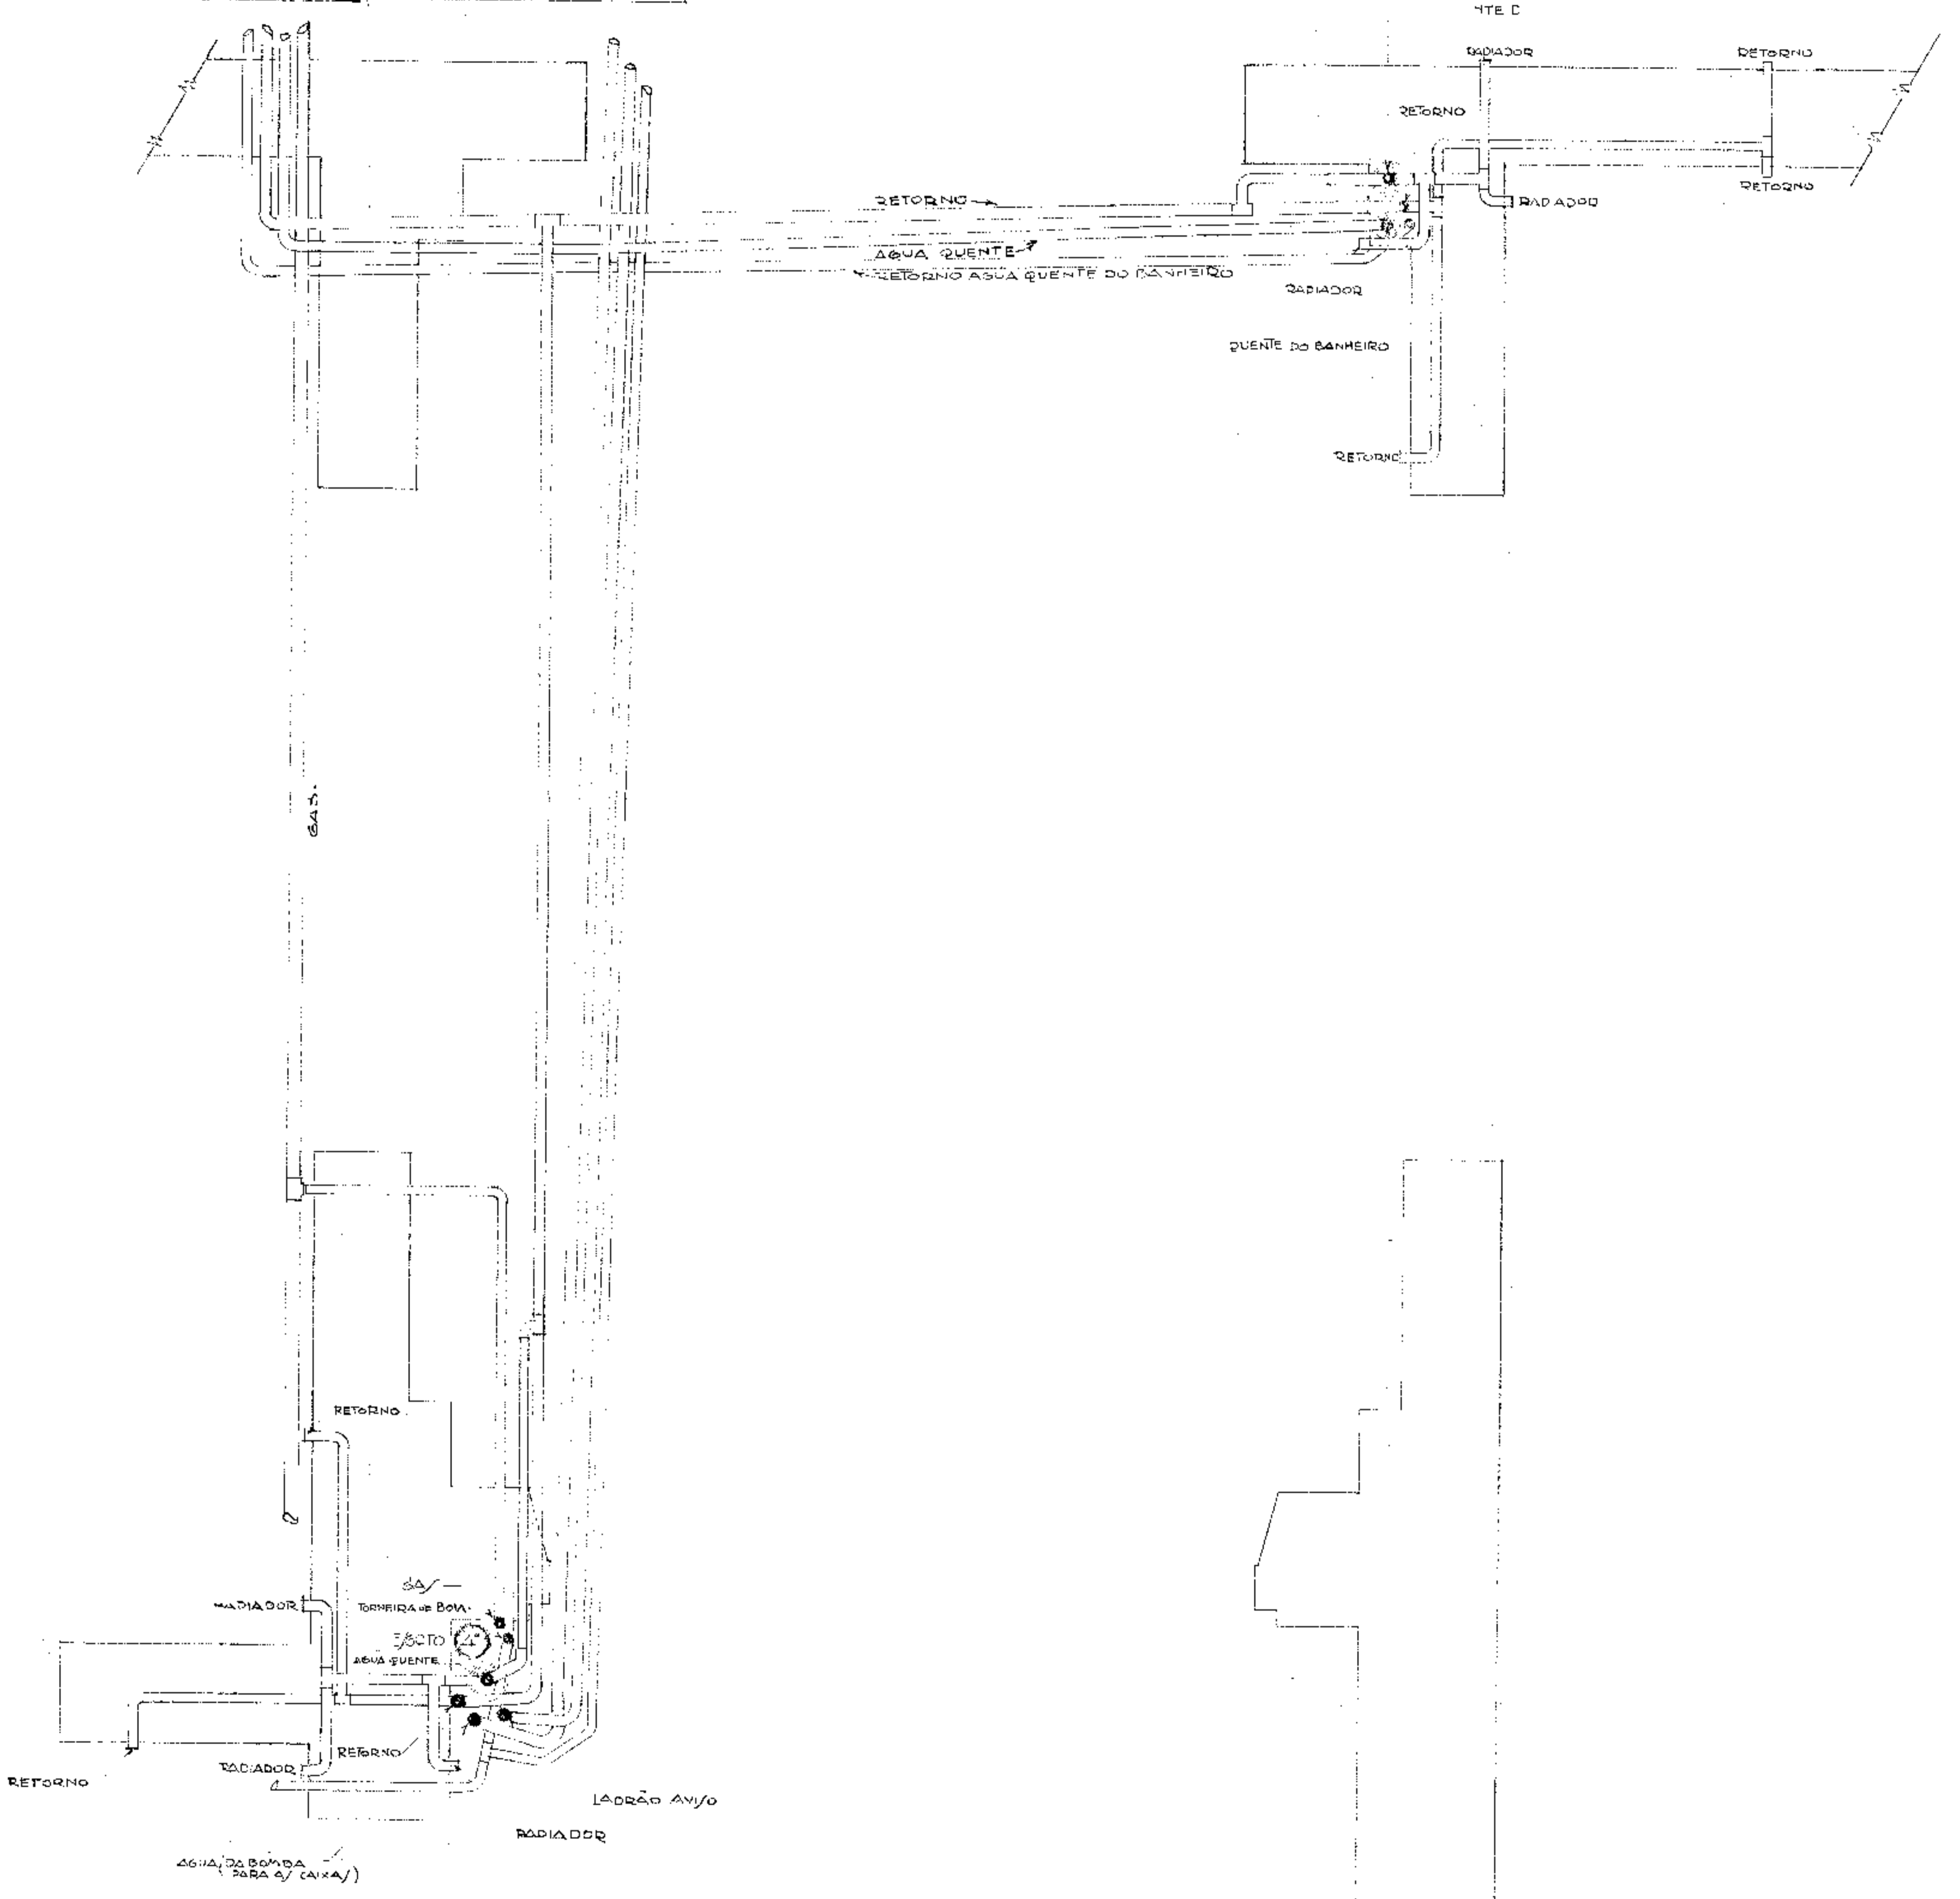 RADIADOR
RETORNO
RETORNO
RETORNO
RADIADOR
RETORNO
AGUA QUENTE
RETORNO AGUA QUENTE DO BANHEIRO
RADIADOR
QUENTE DO BANHEIRO
RETORNO
GAS.
RETORNO
GAS
RADIADOR
TORNEIRA DE BOIA.
ESGOTO 4"
AGUA QUENTE
RETORNO
RADIADOR
RETORNO
LADRÃO AVISO
RADIADOR
AGUA DA BOMBA
(PARA AS CAIXAS)